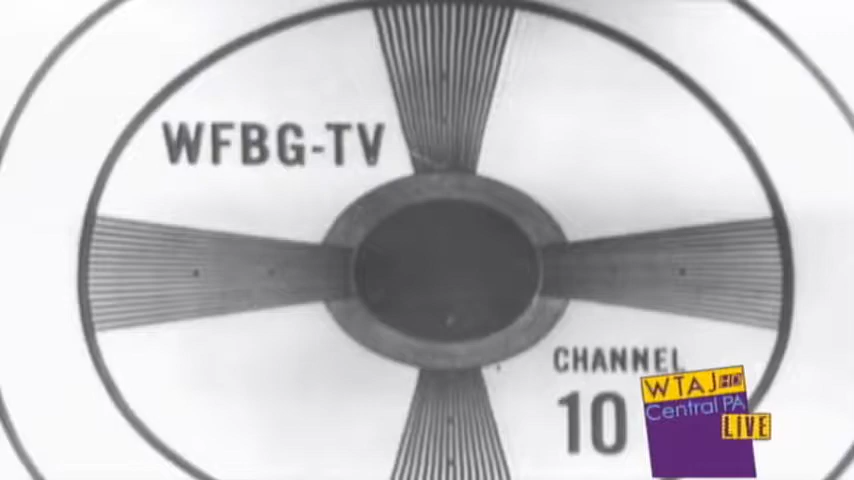 WFBG-TV
CHANNEL
10
WTAJ HD
Central PA
LIVE